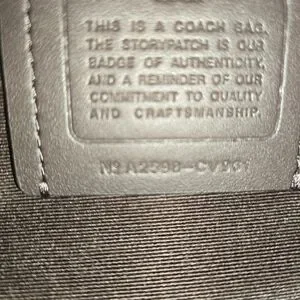 THIS IS A COACH BAG.
THE STORYPATCH IS OUR
BADGE OF AUTHENTICITY,
AND A REMINDER OF OUR
COMMITMENT TO QUALITY
AND CRAFTSMANSHIP.